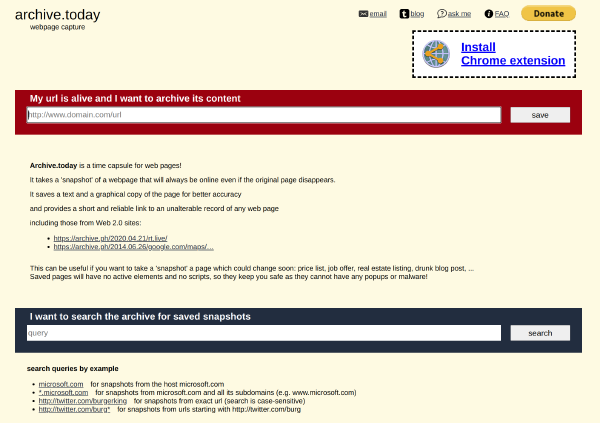 archive.today
webpage capture
email
blog
ask me
FAQ
Donate
Install
Chrome extension
My url is alive and I want to archive its content
http://www.domain.com/url
save
Archive.today is a time capsule for web pages!
It takes a 'snapshot' of a webpage that will always be online even if the original page disappears.
It saves a text and a graphical copy of the page for better accuracy
and provides a short and reliable link to an unalterable record of any web page
including those from Web 2.0 sites:
• https://archive.ph/2020.04.21/rt.live/
• https://archive.ph/2014.06.26/google.com/maps/…
This can be useful if you want to take a 'snapshot' a page which could change soon: price list, job offer, real estate listing, drunk blog post, ...
Saved pages will have no active elements and no scripts, so they keep you safe as they cannot have any popups or malware!
I want to search the archive for saved snapshots
query
search
search queries by example
• microsoft.com for snapshots from the host microsoft.com
• *.microsoft.com for snapshots from microsoft.com and all its subdomains (e.g. www.microsoft.com)
• http://twitter.com/burgerking for snapshots from exact url (search is case-sensitive)
• http://twitter.com/burg* for snapshots from urls starting with http://twitter.com/burg